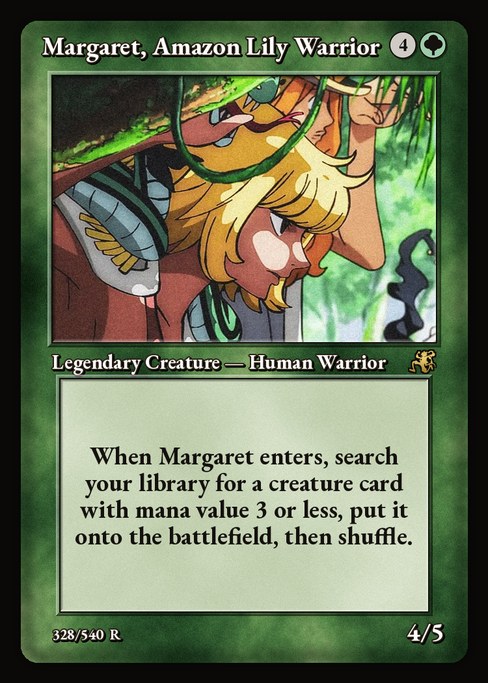 Margaret, Amazon Lily Warrior 4
Legendary Creature — Human Warrior
When Margaret enters, search
your library for a creature card
with mana value 3 or less, put it
onto the battlefield, then shuffle.
328/540 R
4/5